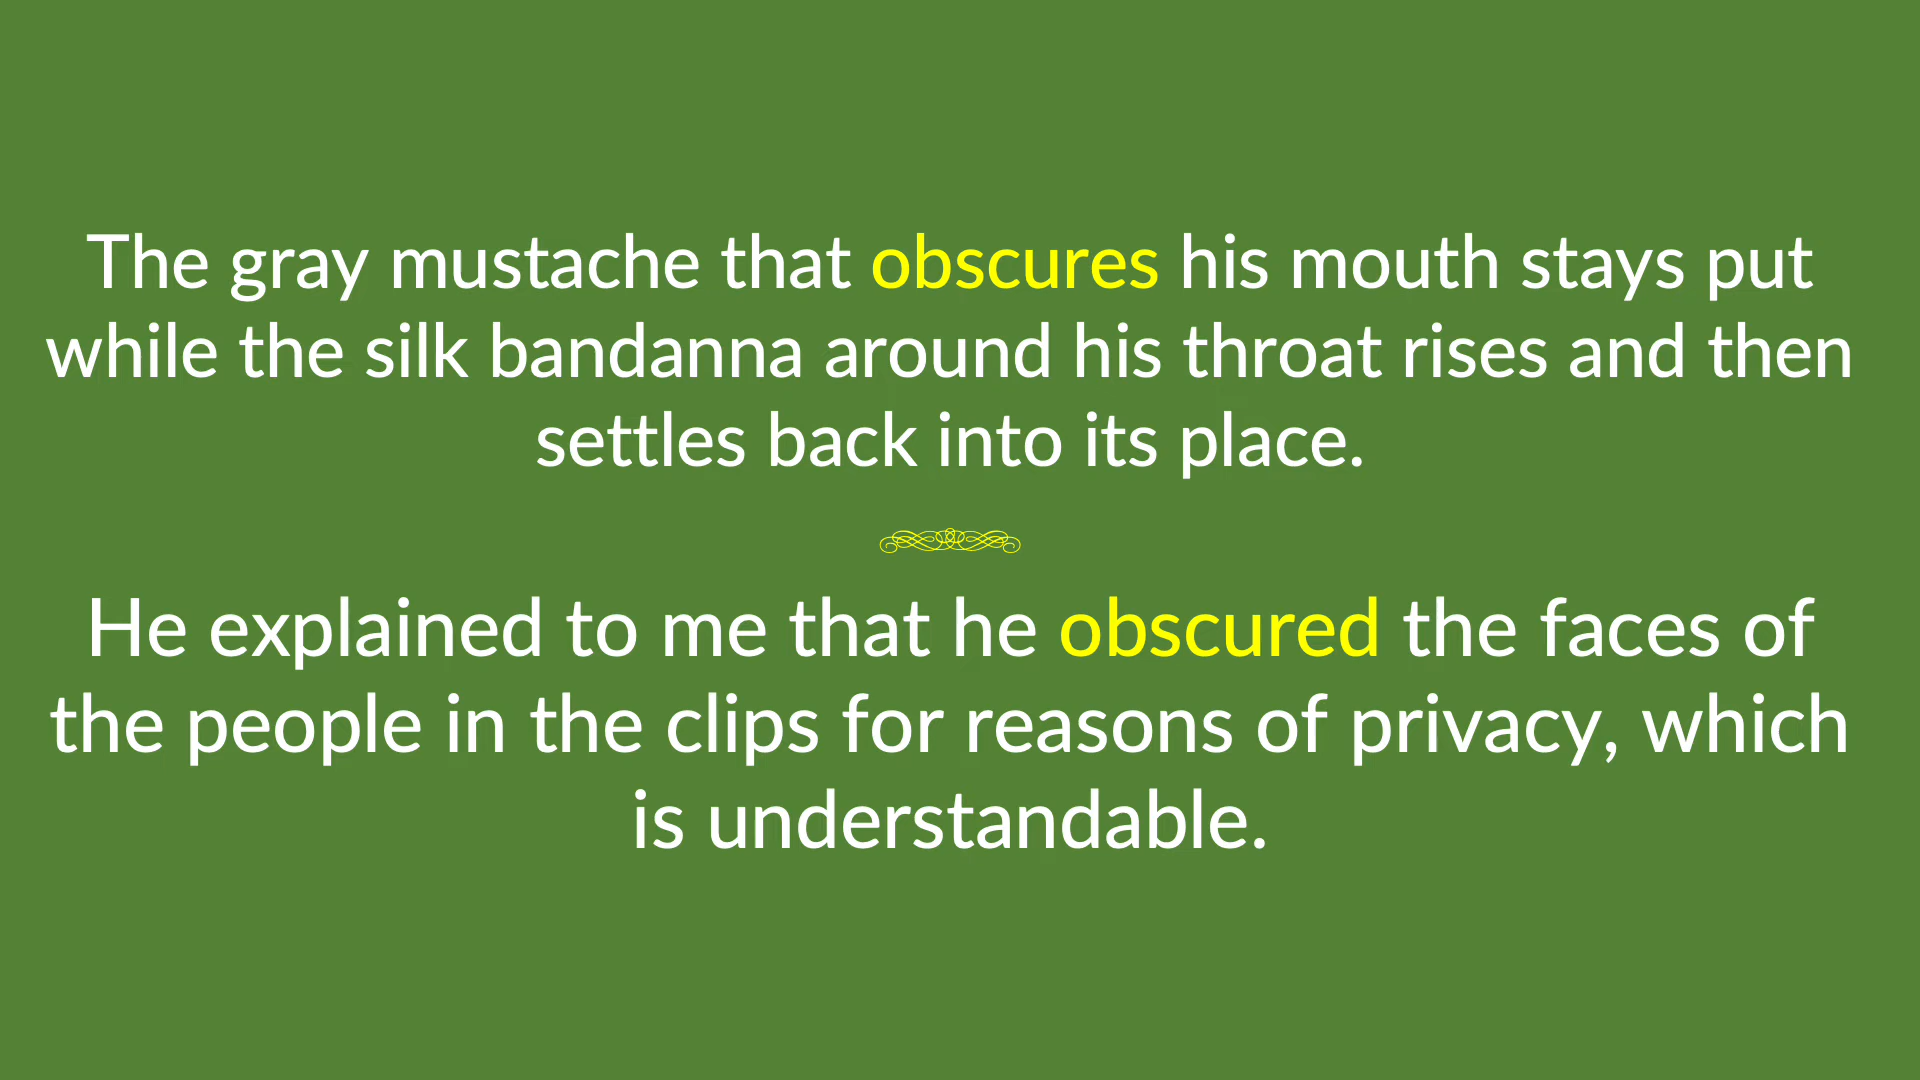 The gray mustache that obscures his mouth stays put
while the silk bandanna around his throat rises and then
settles back into its place.
He explained to me that he obscured the faces of
the people in the clips for reasons of privacy, which
is understandable.